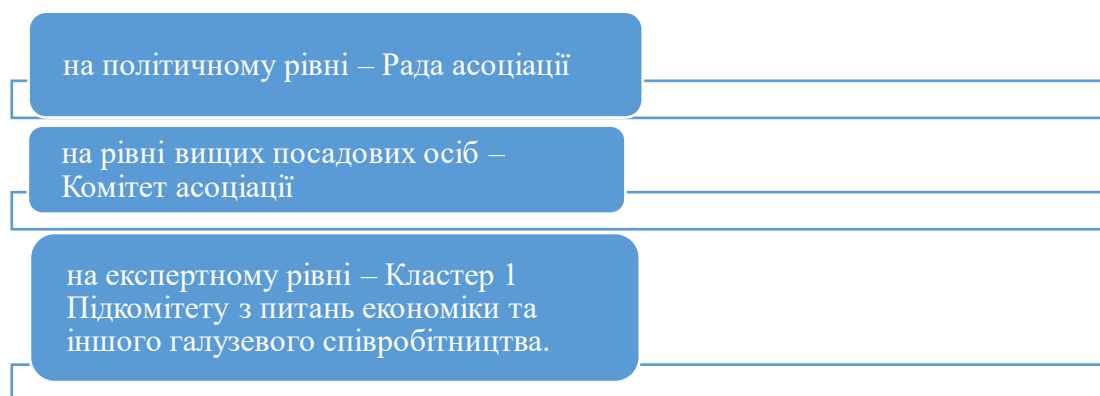 на політичному рівні – Рада асоціації
на рівні вищих посадових осіб –
Комітет асоціації
на експертному рівні – Кластер 1
Підкомітету з питань економіки та
іншого галузевого співробітництва.